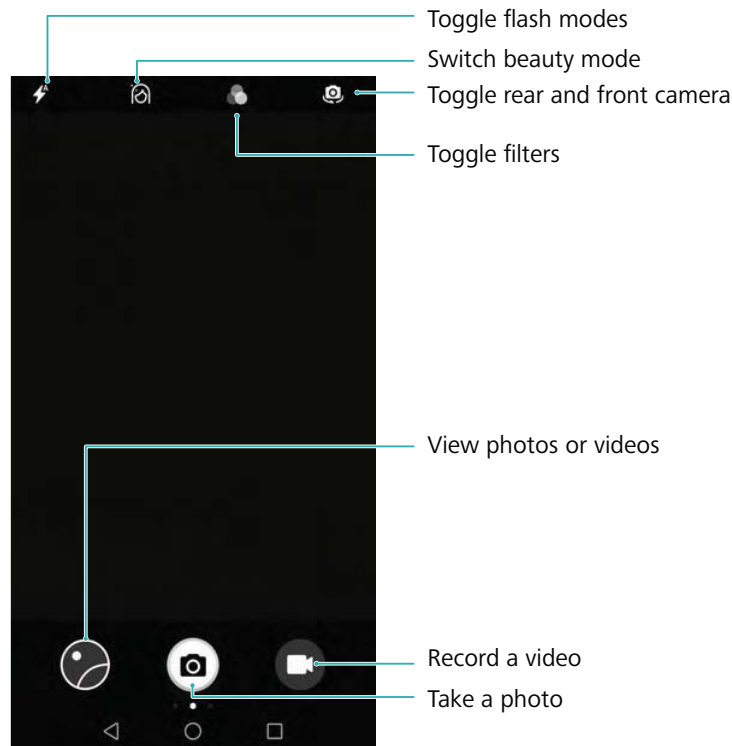 Toggle flash modes
Switch beauty mode
Toggle rear and front camera
Toggle filters
View photos or videos
Record a video
Take a photo